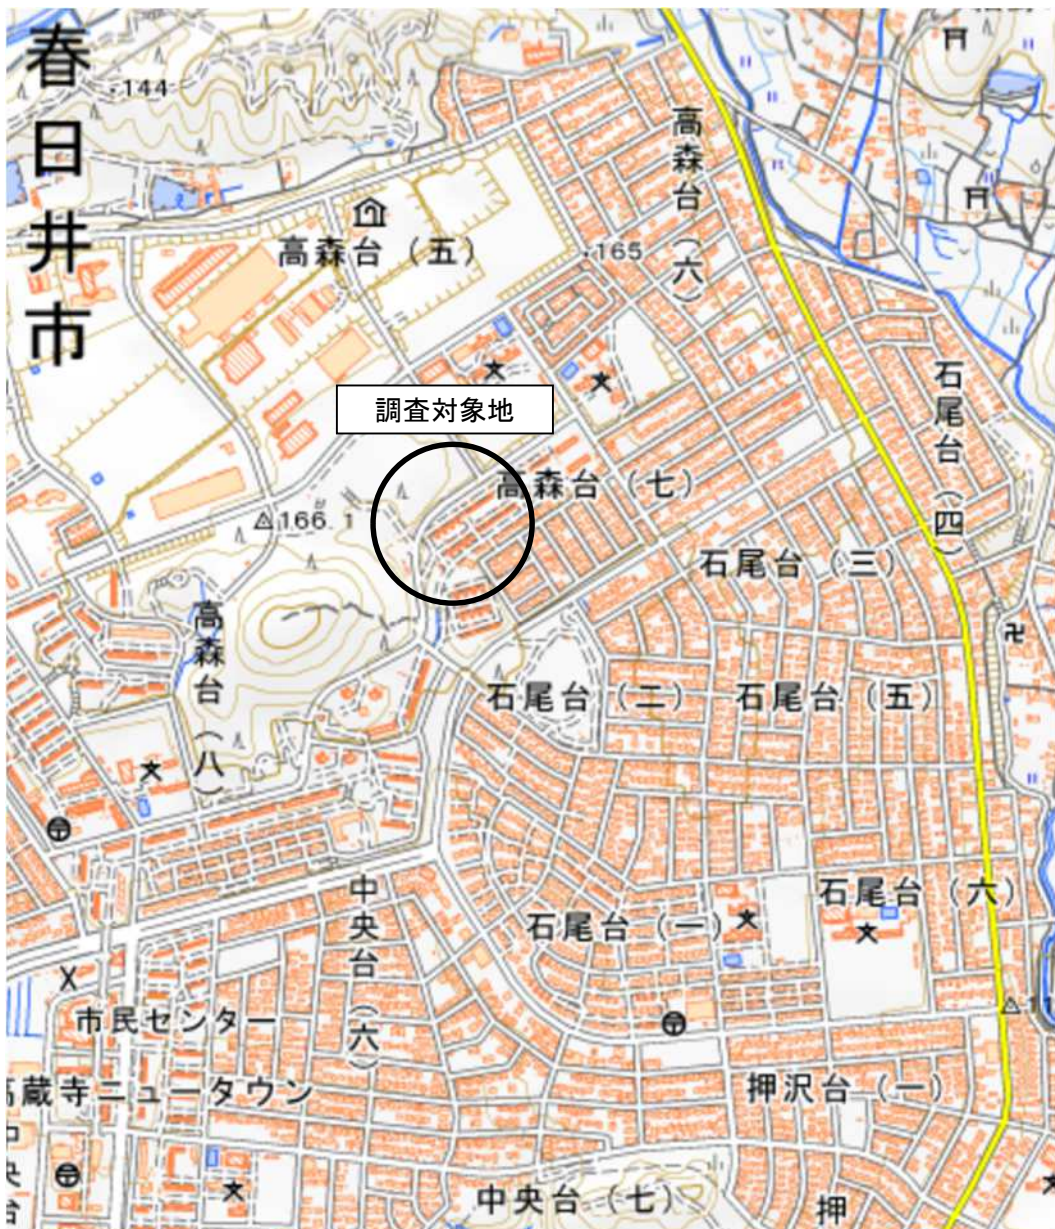 春日井市
144
高森台（六）
高森台（五）
165
石尾台（四）
調査対象地
高森台（七）
166.1
石尾台（三）
高森台（八）
石尾台（二）
石尾台（五）
中央台（六）
石尾台（六）
石尾台（一）
市民センター
高蔵寺ニュータウン
押沢台（一）
中央台
中央台（七）
押